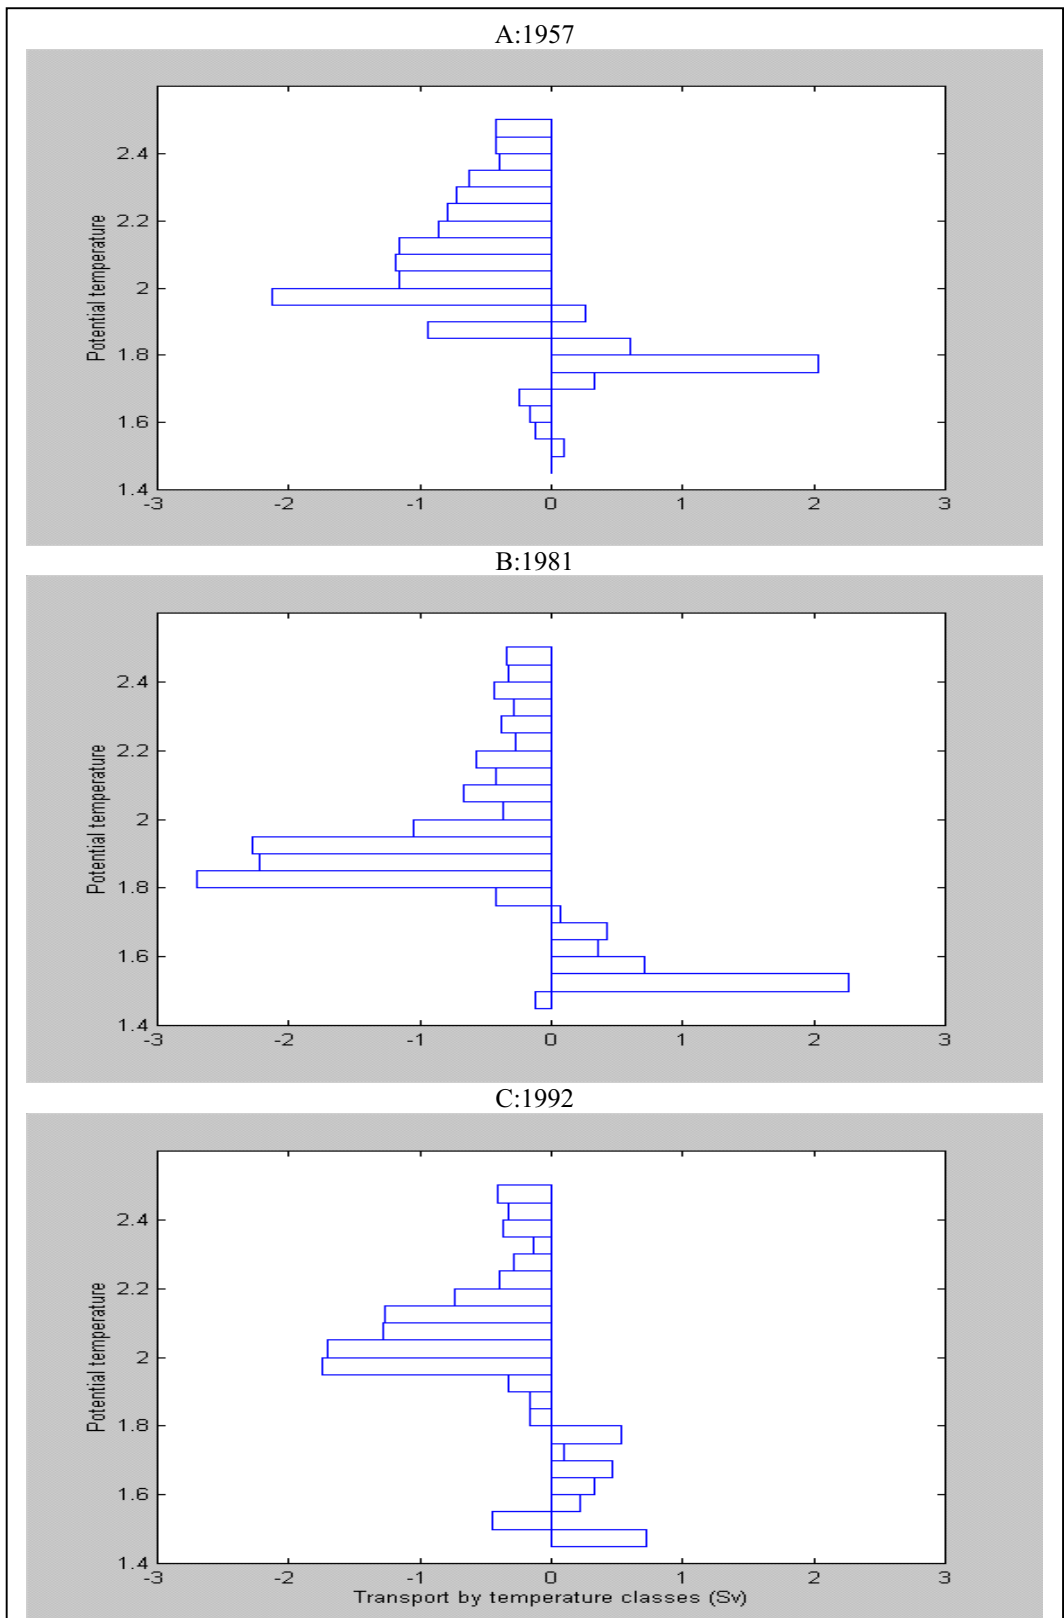 A:1957
Potential temperature
2.4
2.2
2
1.8
1.6
1.4
-3 -2 -1 0 1 2 3
B:1981
Potential temperature
2.4
2.2
2
1.8
1.6
1.4
-3 -2 -1 0 1 2 3
C:1992
Potential temperature
2.4
2.2
2
1.8
1.6
1.4
-3 -2 -1 0 1 2 3
Transport by temperature classes (Sv)